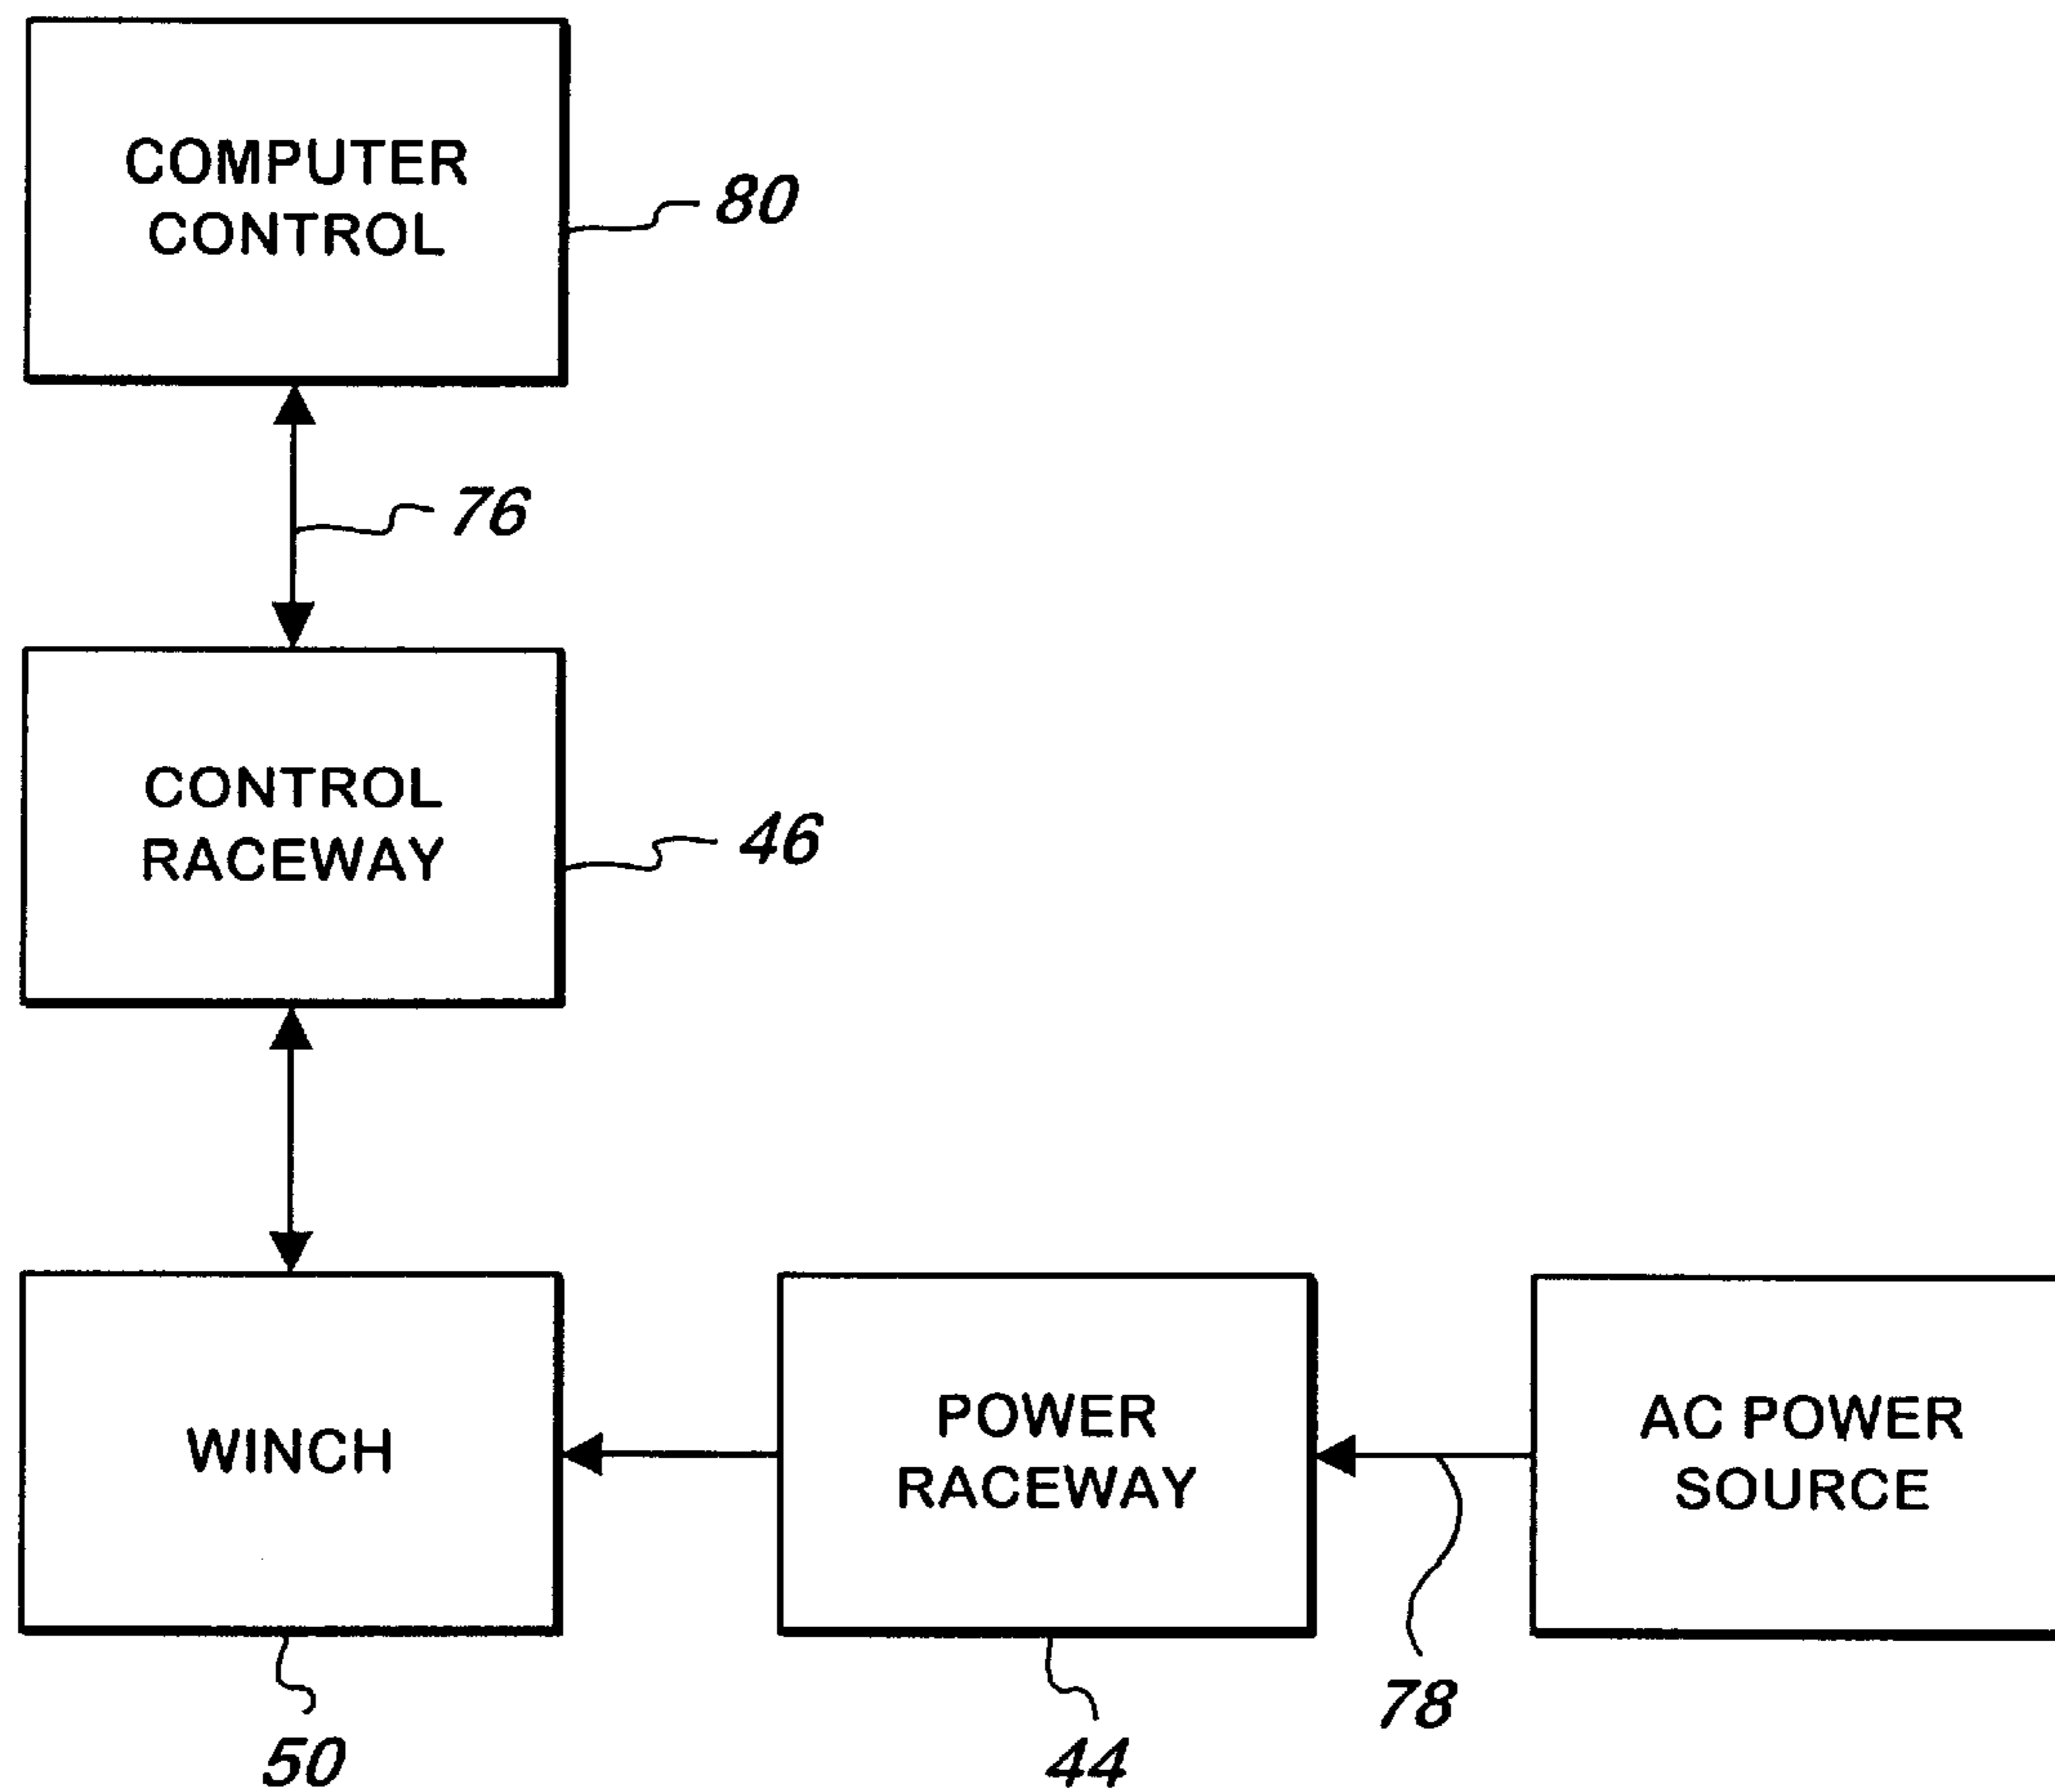 COMPUTER
CONTROL
80
76
CONTROL
RACEWAY
46
WINCH
POWER
RACEWAY
AC POWER
SOURCE
50
44
78